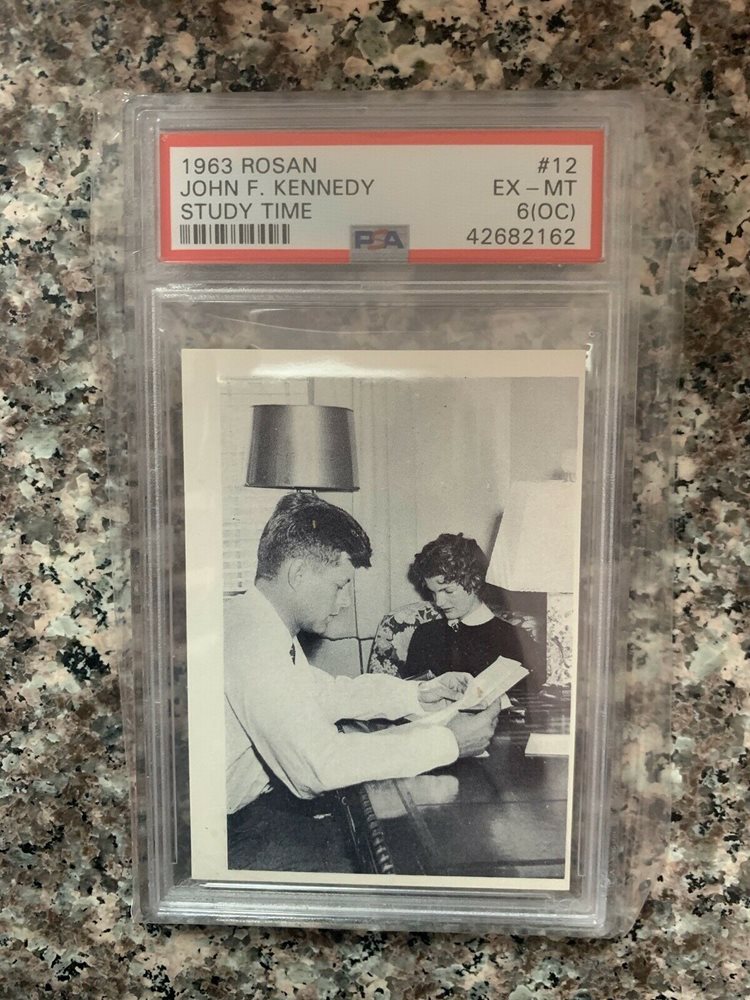 1963 ROSAN #12
JOHN F. KENNEDY EX - MT
STUDY TIME 6(OC)
PSA 42682162